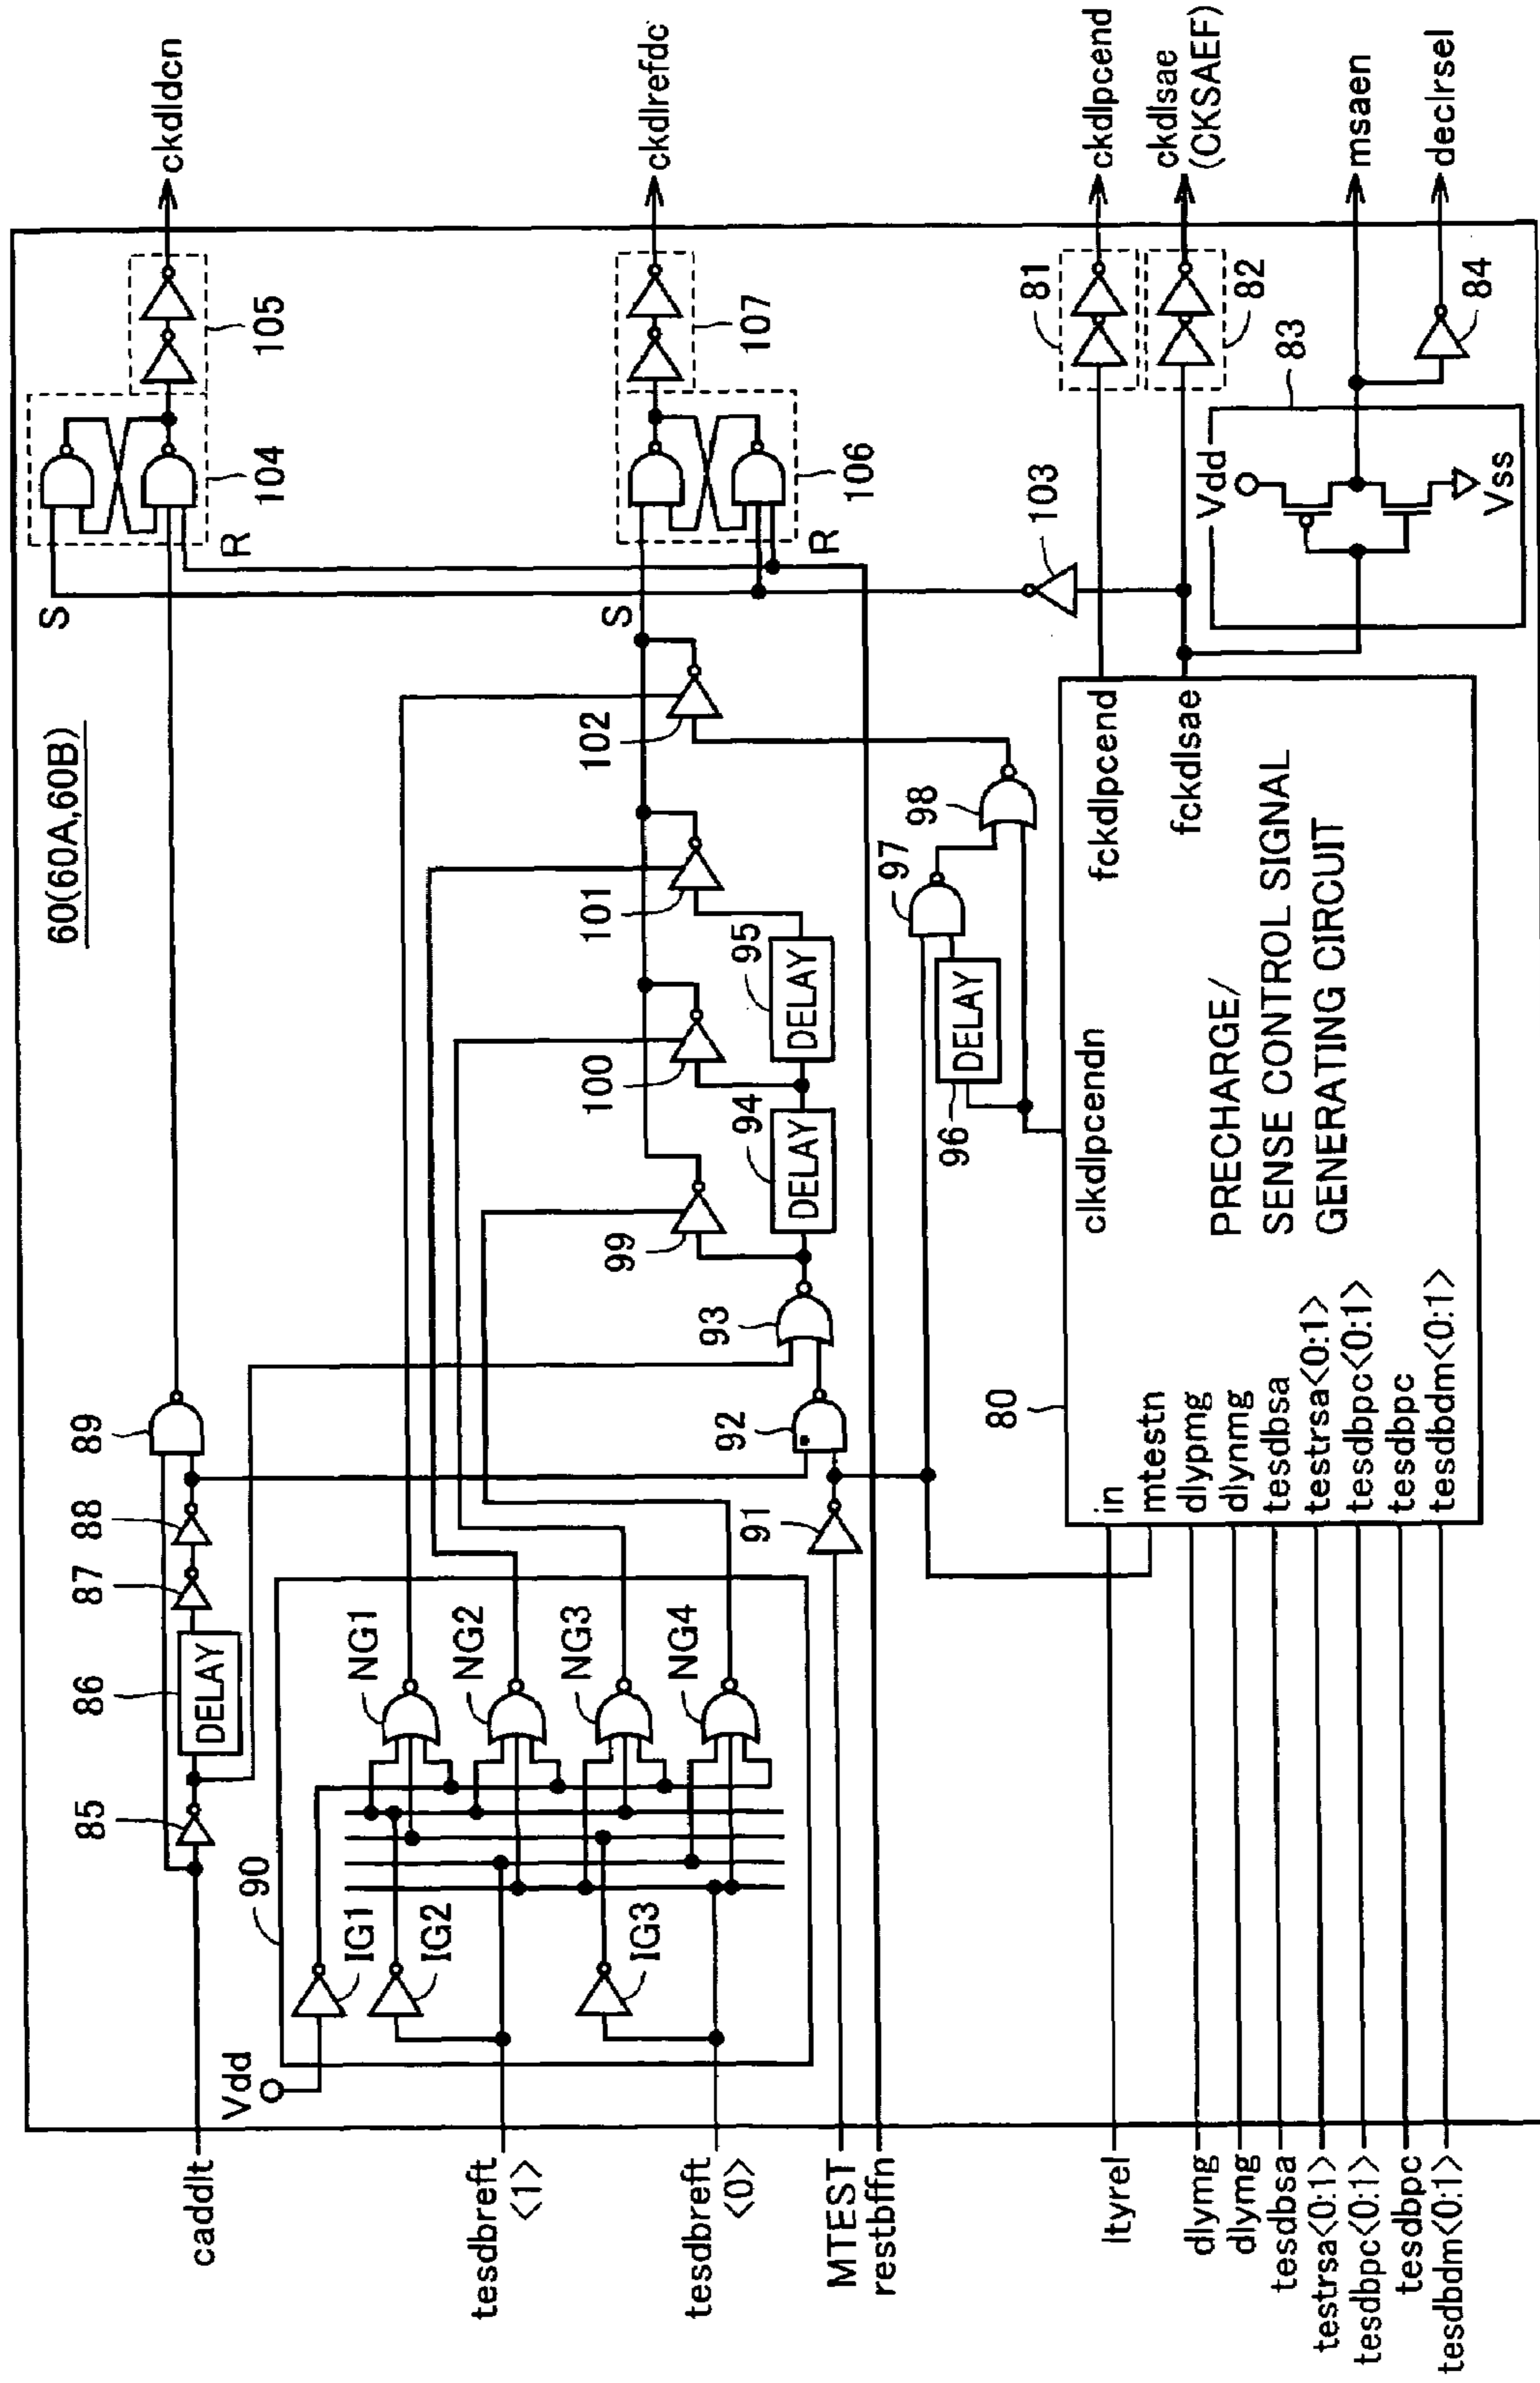 60(60A,60B)
caddlt
85
86
DELAY
87
88
89
S
R
104
105
ckdldcn
Vdd
90
IG1
IG2
IG3
NG1
NG2
NG3
NG4
tesdbreft
<1>
tesdbreft
<0>
MTEST
restbffn
91
92
93
94
DELAY
95
DELAY
99
100
101
102
96
DELAY
97
98
103
S
R
106
107
ckdlrefdc
80
clkdlpcendn
fckdlpcend
fckdlsae
PRECHARGE/
SENSE CONTROL SIGNAL
GENERATING CIRCUIT
in
mtestn
dlypmg
dlynmg
tesdbsa
testrsa<0:1>
tesdbpc<0:1>
tesdbpc
tesdbdm<0:1>
ltyrel
dlymg
dlymg
tesdbsa
testrsa<0:1>
tesdbpc<0:1>
tesdbpc
tesdbdm<0:1>
81
82
83
Vdd
Vss
84
ckdlpcend
ckdlsae
(CKSAEF)
msaen
declrsel